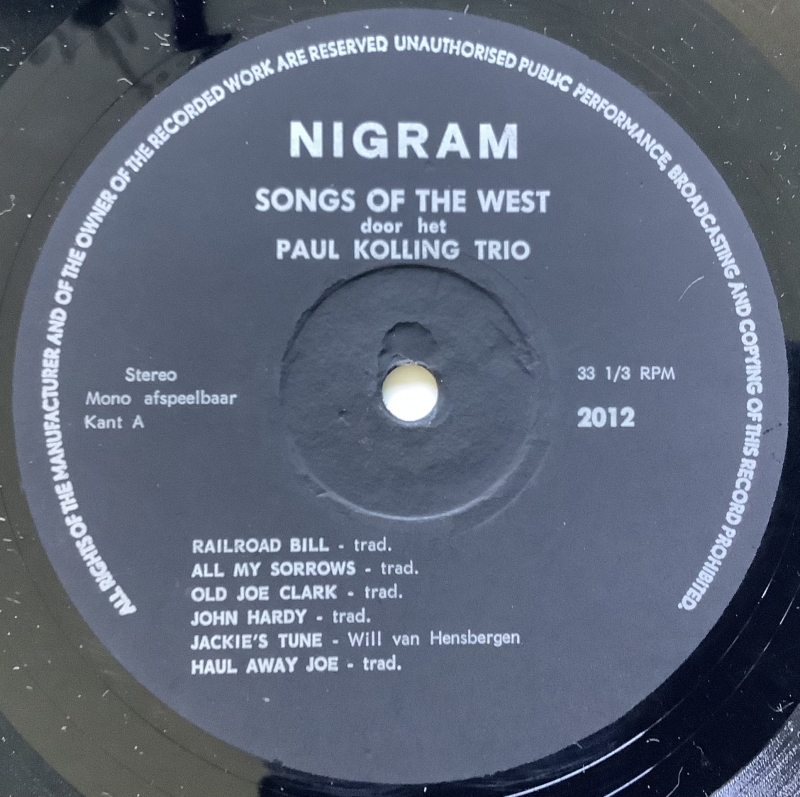 ALL RIGHTS OF THE MANUFACTURER AND OF THE OWNER OF THE RECORDED WORK ARE RESERVED UNAUTHORISED PUBLIC PERFORMANCE, BROADCASTING AND COPYING OF THIS RECORD PROHIBITED.
NIGRAM
SONGS OF THE WEST
door het
PAUL KOLLING TRIO
Stereo
Mono afspeelbaar
Kant A
33 1/3 RPM
2012
RAILROAD BILL - trad.
ALL MY SORROWS - trad.
OLD JOE CLARK - trad.
JOHN HARDY - trad.
JACKIE'S TUNE - Will van Hensbergen
HAUL AWAY JOE - trad.